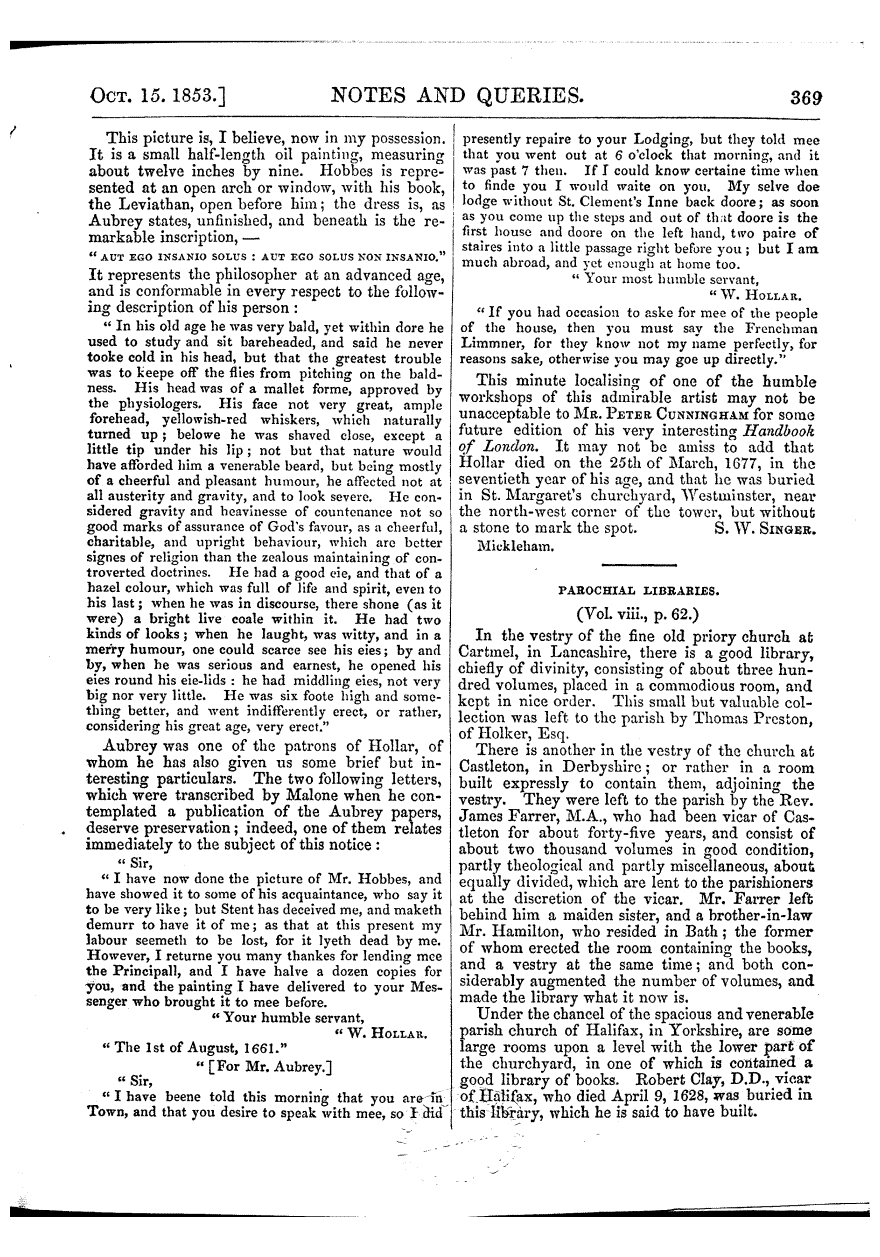 OCT. 15. 1853.] NOTES AND QUERIES. 369
This picture is, I believe, now in my possession.
It is a small half-length oil painting, measuring
about twelve inches by nine. Hobbes is repre-
sented at an open arch or window, with his book,
the Leviathan, open before him; the dress is, as
Aubrey states, unfinished, and beneath is the re-
markable inscription, —
"AUT EGO INSANIO SOLUS : AUT EGO SOLUS NON INSANIO."
It represents the philosopher at an advanced age,
and is conformable in every respect to the follow-
ing description of his person :
"In his old age he was very bald, yet within dore he
used to study and sit bareheaded, and said he never
tooke cold in his head, but that the greatest trouble
was to keepe off the flies from pitching on the bald-
ness. His head was of a mallet forme, approved by
the physiologers. His face not very great, ample
forehead, yellowish-red whiskers, which naturally
turned up; belowe he was shaved close, except a
little tip under his lip; not but that nature would
have afforded him a venerable beard, but being mostly
of a cheerful and pleasant humour, he affected not at
all austerity and gravity, and to look severe. He con-
sidered gravity and heavinesse of countenance not so
good marks of assurance of God's favour, as a cheerful,
charitable, and upright behaviour, which are better
signes of religion than the zealous maintaining of con-
troverted doctrines. He had a good eie, and that of a
hazel colour, which was full of life and spirit, even to
his last; when he was in discourse, there shone (as it
were) a bright live coale within it. He had two
kinds of looks; when he laught, was witty, and in a
merry humour, one could scarce see his eies; by and
by, when he was serious and earnest, he opened his
eies round his eie-lids : he had middling eies, not very
big nor very little. He was six foote high and some-
thing better, and went indifferently erect, or rather,
considering his great age, very erect."
Aubrey was one of the patrons of Hollar, of
whom he has also given us some brief but in-
teresting particulars. The two following letters,
which were transcribed by Malone when he con-
templated a publication of the Aubrey papers,
deserve preservation; indeed, one of them relates
immediately to the subject of this notice :
"Sir,
"I have now done the picture of Mr. Hobbes, and
have showed it to some of his acquaintance, who say it
to be very like; but Stent has deceived me, and maketh
demurr to have it of me; as that at this present my
labour seemeth to be lost, for it lyeth dead by me.
However, I returne you many thankes for lending mee
the Principall, and I have halve a dozen copies for
you, and the painting I have delivered to your Mes-
senger who brought it to mee before.
"Your humble servant,
"W. HOLLAR.
"The 1st of August, 1661."
"[For Mr. Aubrey.]
"Sir,
"I have beene told this morning that you are in
Town, and that you desire to speak with mee, so I did
presently repaire to your Lodging, but they told mee
that you went out at 6 o'clock that morning, and it
was past 7 then. If I could know certaine time when
to finde you I would waite on you. My selve doe
lodge without St. Clement's Inne back doore; as soon
as you come up the steps and out of that doore is the
first house and doore on the left hand, two paire of
staires into a little passage right before you; but I am
much abroad, and yet enough at home too.
"Your most humble servant,
"W. HOLLAR.
"If you had occasion to aske for mee of the people
of the house, then you must say the Frenchman
Limmner, for they know not my name perfectly, for
reasons sake, otherwise you may goe up directly."
This minute localising of one of the humble
workshops of this admirable artist may not be
unacceptable to MR. PETER CUNNINGHAM for some
future edition of his very interesting Handbook
of London. It may not be amiss to add that
Hollar died on the 25th of March, 1677, in the
seventieth year of his age, and that he was buried
in St. Margaret's churchyard, Westminster, near
the north-west corner of the tower, but without
a stone to mark the spot. S. W. SINGER.
Mickleham.
PAROCHIAL LIBRARIES.
(Vol. viii., p. 62.)
In the vestry of the fine old priory church at
Cartmel, in Lancashire, there is a good library,
chiefly of divinity, consisting of about three hun-
dred volumes, placed in a commodious room, and
kept in nice order. This small but valuable col-
lection was left to the parish by Thomas Preston,
of Holker, Esq.
There is another in the vestry of the church at
Castleton, in Derbyshire; or rather in a room
built expressly to contain them, adjoining the
vestry. They were left to the parish by the Rev.
James Farrer, M.A., who had been vicar of Cas-
tleton for about forty-five years, and consist of
about two thousand volumes in good condition,
partly theological and partly miscellaneous, about
equally divided, which are lent to the parishioners
at the discretion of the vicar. Mr. Farrer left
behind him a maiden sister, and a brother-in-law
Mr. Hamilton, who resided in Bath; the former
of whom erected the room containing the books,
and a vestry at the same time; and both con-
siderably augmented the number of volumes, and
made the library what it now is.
Under the chancel of the spacious and venerable
parish church of Halifax, in Yorkshire, are some
large rooms upon a level with the lower part of
the churchyard, in one of which is contained a
good library of books. Robert Clay, D.D., vicar
of Halifax, who died April 9, 1628, was buried in
this library, which he is said to have built.